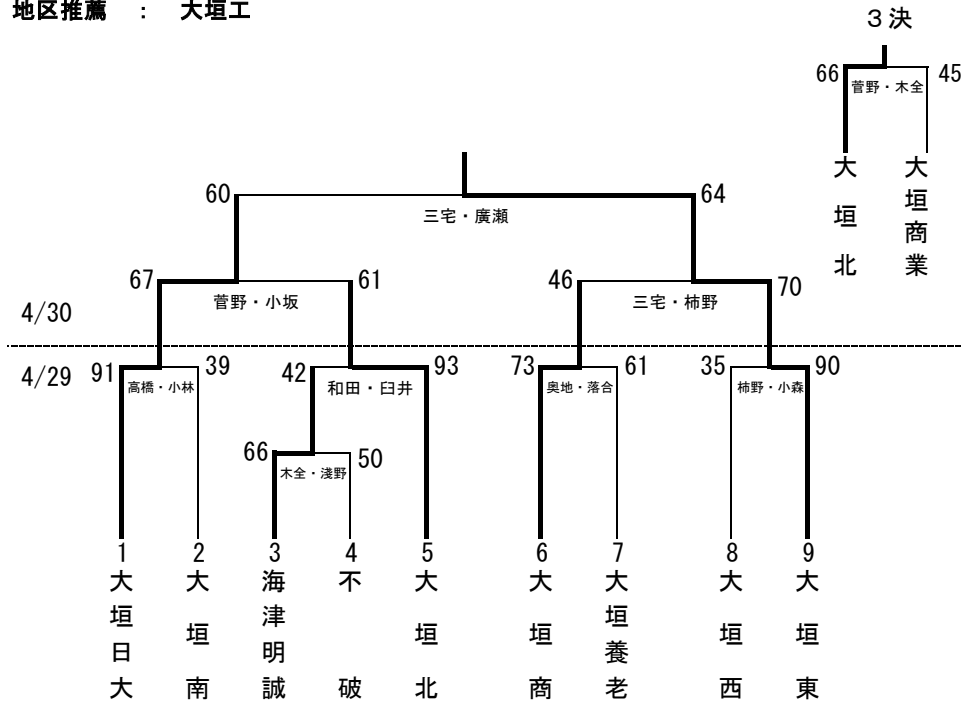 地区推薦 : 大垣工
3決
66 45
菅野・木全
大垣北 大垣商業
60 64
三宅・廣瀬
67 61 46 70
菅野・小坂 三宅・柿野
4/30
4/29
91 39 42 93 73 61 35 90
高橋・小林 和田・臼井 奥地・落合 柿野・小森
66 50
木全・淺野
1 2 3 4 5 6 7 8 9
大垣日大 大垣南 海津明誠 不破 大垣北 大垣商 大垣養老 大垣西 大垣東